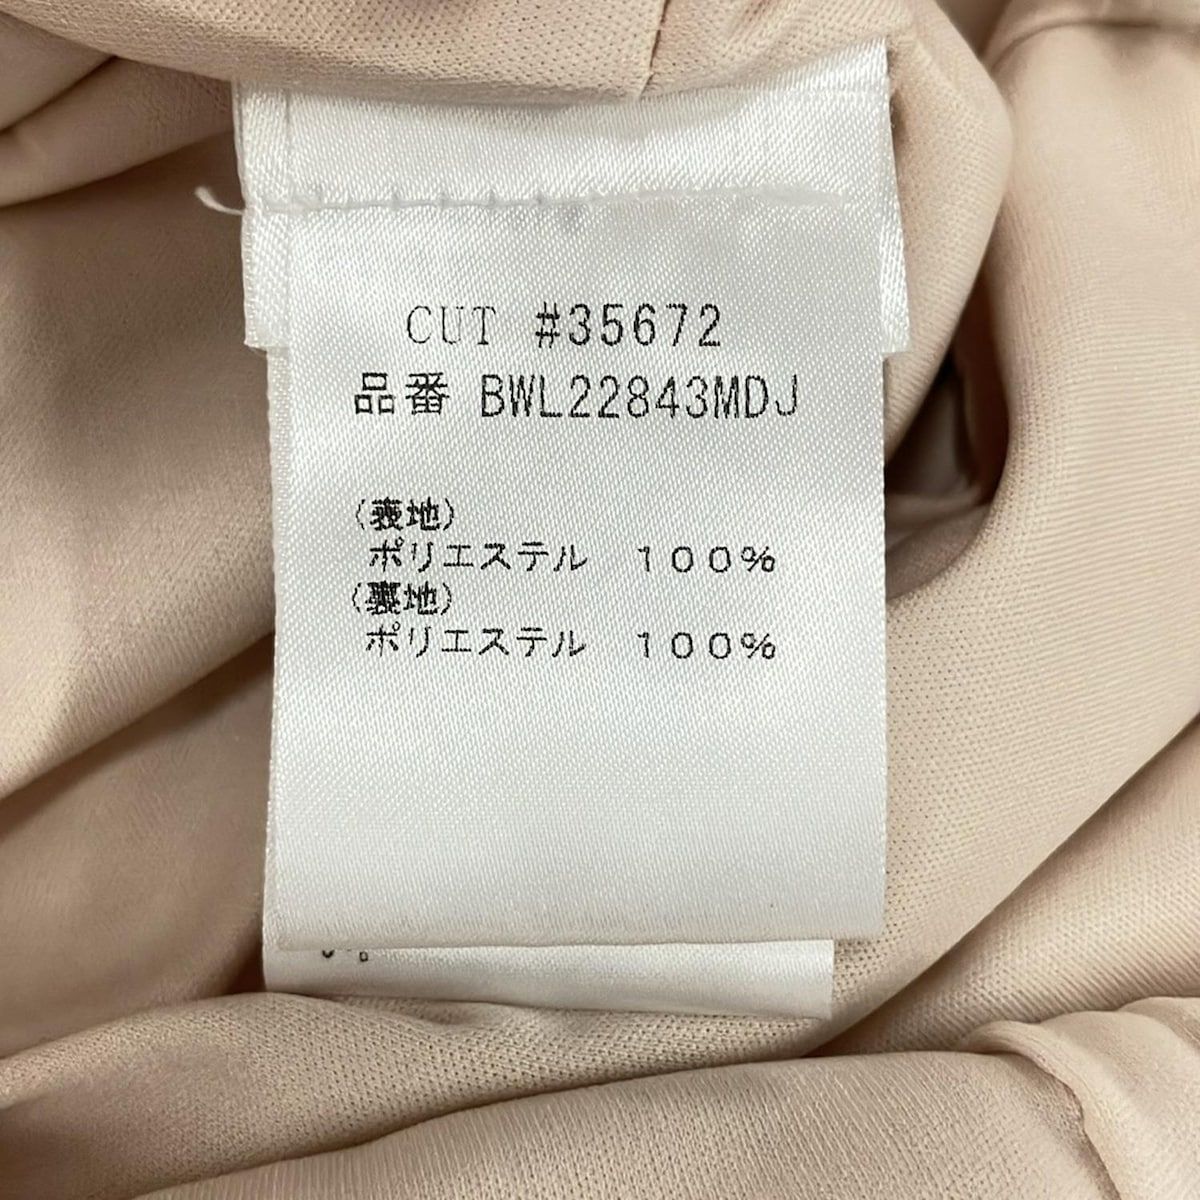 CUT #35672
品番 BWL22843MDJ
(表地)
ポリエステル 100%
(裏地)
ポリエステル 100%